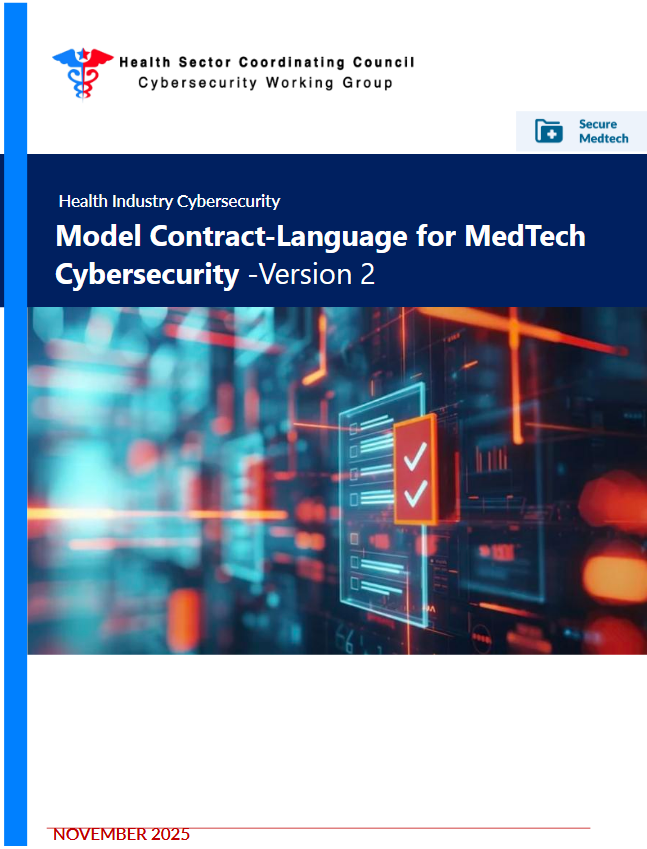 Health Sector Coordinating Council
Cybersecurity Working Group
Secure
Medtech
Health Industry Cybersecurity
Model Contract-Language for MedTech
Cybersecurity -Version 2
NOVEMBER 2025